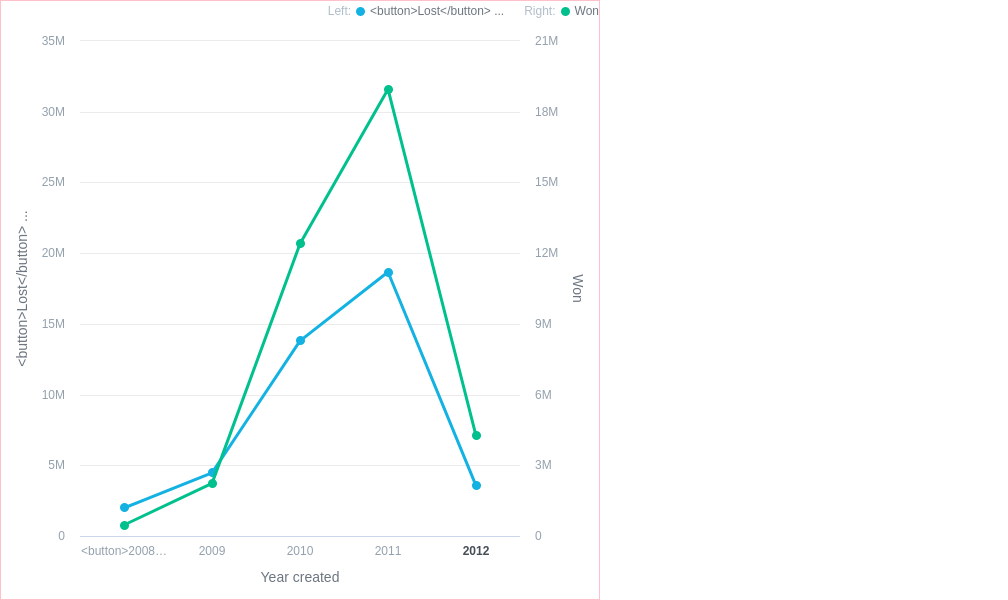 Left: <button>Lost</button> ... Right: Won
35M
30M
25M
20M
15M
10M
5M
0
21M
18M
15M
12M
9M
6M
3M
0
<button>Lost</button> ...
Won
<button>2008… 2009 2010 2011 2012
Year created